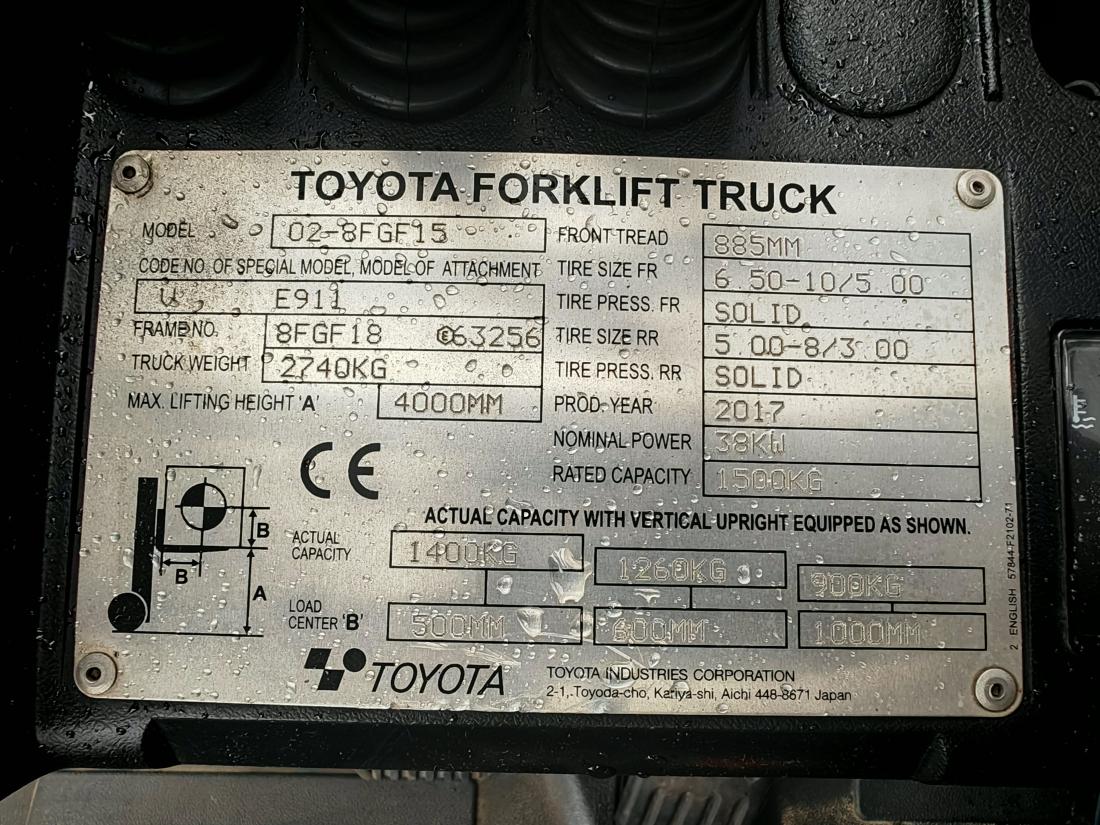 TOYOTA FORKLIFT TRUCK
MODEL 02-8FGF15
CODE NO. OF SPECIAL MODEL, MODEL OF ATTACHMENT
U, E911
FRAME NO. 8FGF18 E63256
TRUCK WEIGHT 2740KG
MAX. LIFTING HEIGHT 'A' 4000MM
FRONT TREAD 885MM
TIRE SIZE FR 6.50-10/5.00
TIRE PRESS. FR SOLID
TIRE SIZE RR 5.00-8/3.00
TIRE PRESS. RR SOLID
PROD-YEAR 2017
NOMINAL POWER 38KW
RATED CAPACITY 1500KG
CE
B
B
A
ACTUAL CAPACITY WITH VERTICAL UPRIGHT EQUIPPED AS SHOWN.
ACTUAL CAPACITY 1400KG 1260KG 900KG
LOAD CENTER 'B' 500MM 600MM 1000MM
TOYOTA
TOYOTA INDUSTRIES CORPORATION
2-1, Toyoda-cho, Kariya-shi, Aichi 448-8671 Japan
2 ENGLISH 57844-F2102-71